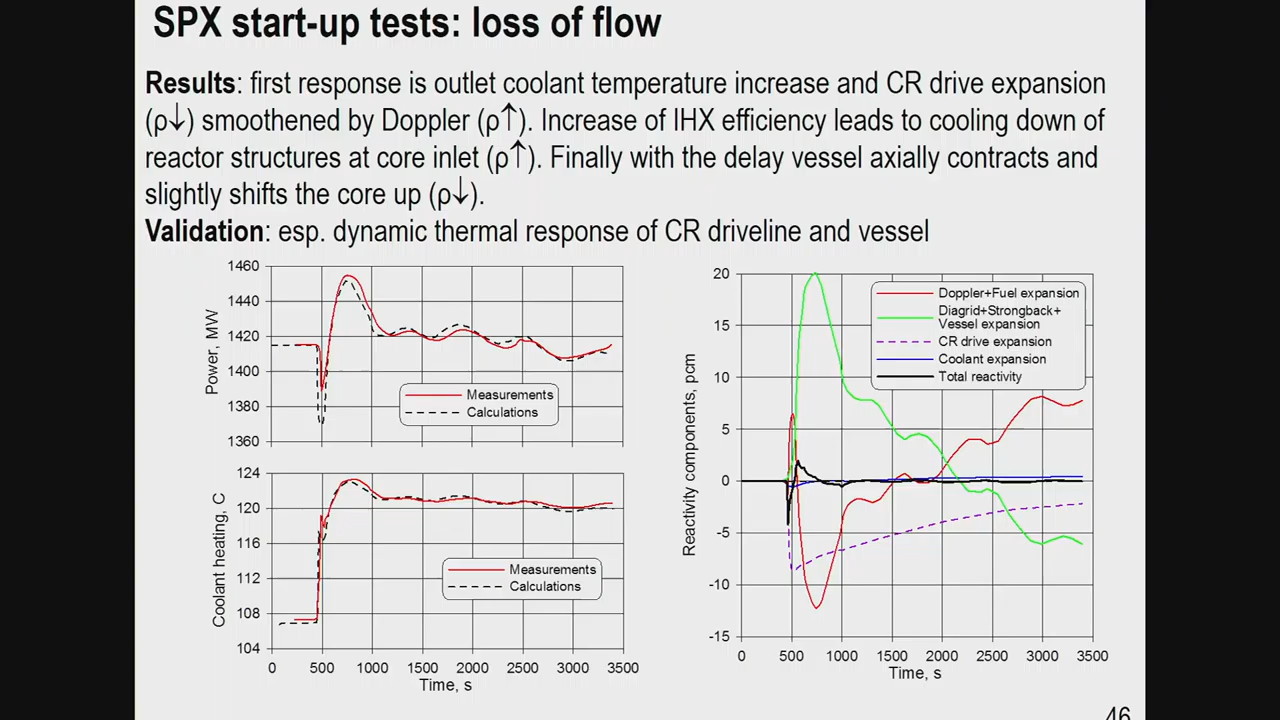 SPX start-up tests: loss of flow
Results: first response is outlet coolant temperature increase and CR drive expansion
(ρ↓) smoothened by Doppler (ρ↑). Increase of IHX efficiency leads to cooling down of
reactor structures at core inlet (ρ↑). Finally with the delay vessel axially contracts and
slightly shifts the core up (ρ↓).
Validation: esp. dynamic thermal response of CR driveline and vessel
1460
1440
1420
1400
1380
1360
Power, MW
Measurements
Calculations
124
120
116
112
108
104
Coolant heating, C
Measurements
Calculations
0 500 1000 1500 2000 2500 3000 3500
Time, s
20
15
10
5
0
-5
-10
-15
Reactivity components, pcm
Doppler+Fuel expansion
Diagrid+Strongback+
Vessel expansion
CR drive expansion
Coolant expansion
Total reactivity
0 500 1000 1500 2000 2500 3000 3500
Time, s
46